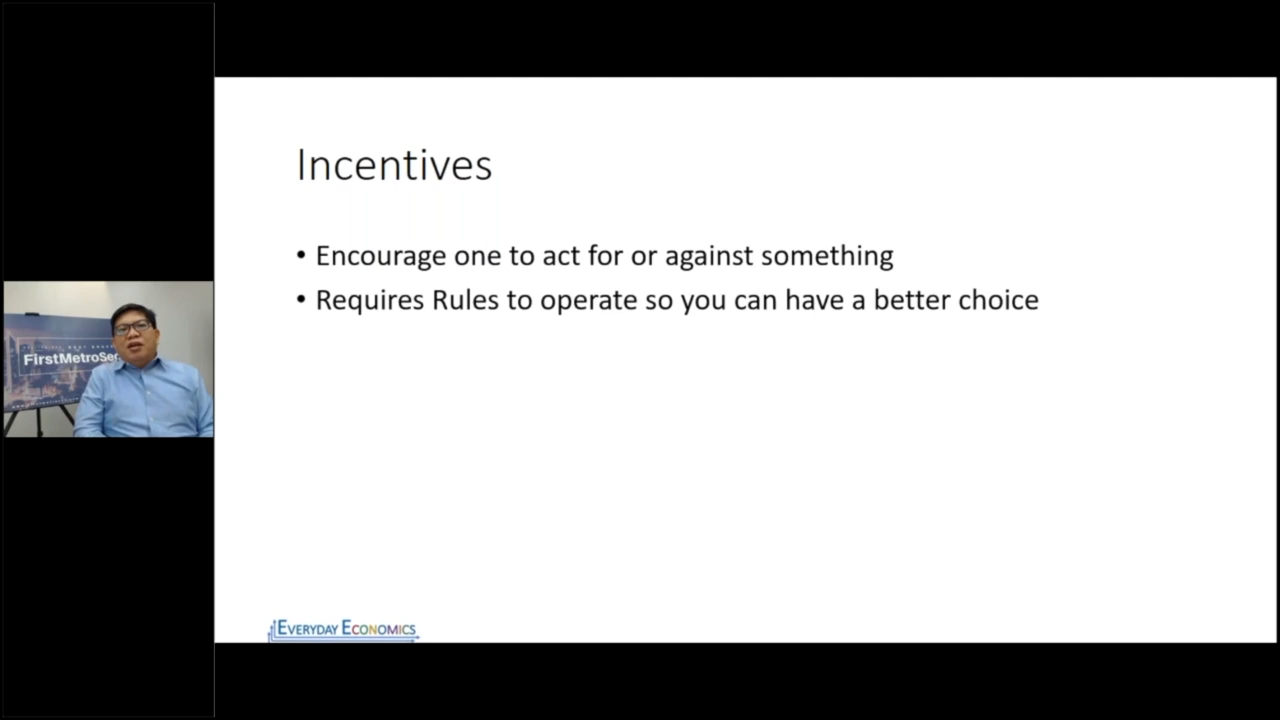 Incentives
• Encourage one to act for or against something
• Requires Rules to operate so you can have a better choice
FirstMetroSec
EVERYDAY ECONOMICS